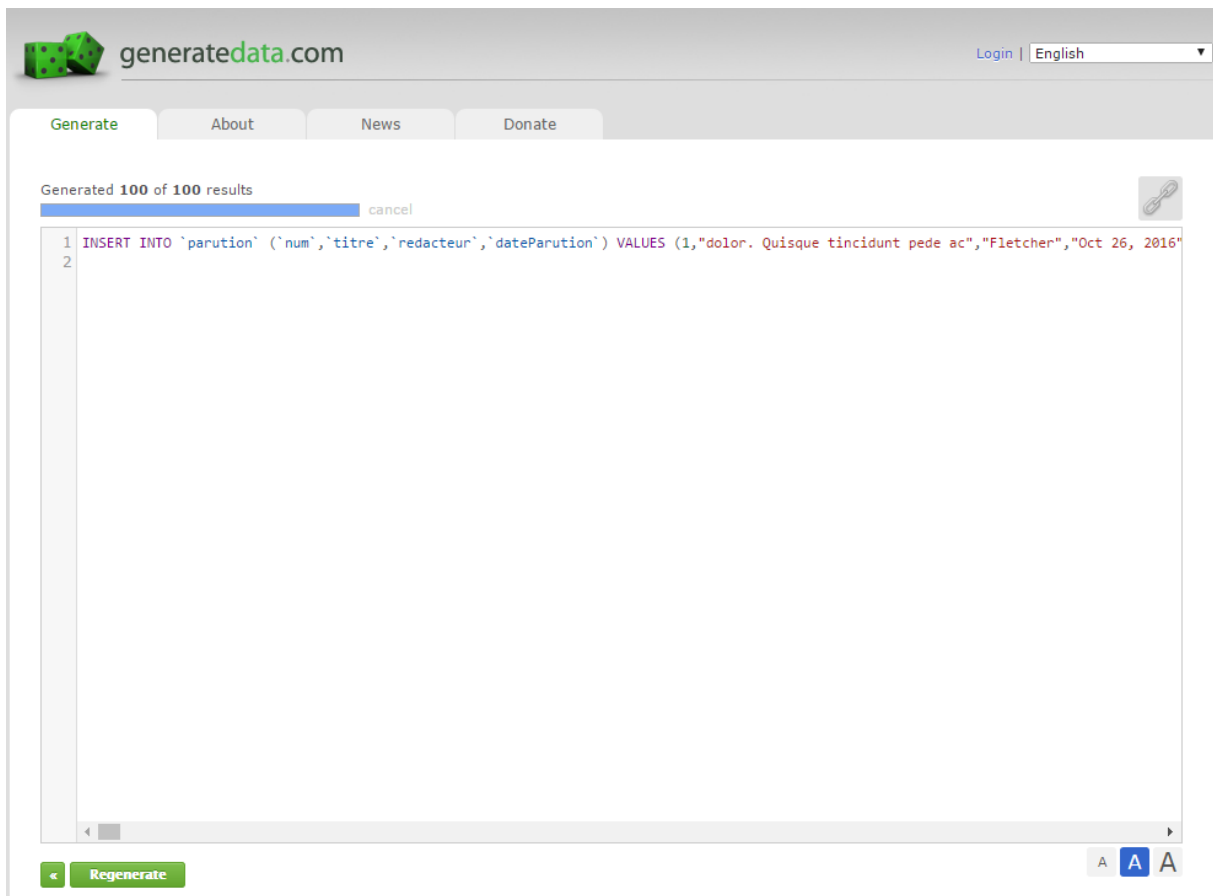 generatedata.com
Login | English
Generate About News Donate
Generated 100 of 100 results
cancel
1 INSERT INTO `parution` (`num`,`titre`,`redacteur`,`dateParution`) VALUES (1,"dolor. Quisque tincidunt pede ac","Fletcher","Oct 26, 2016"
2
« Regenerate
A A A